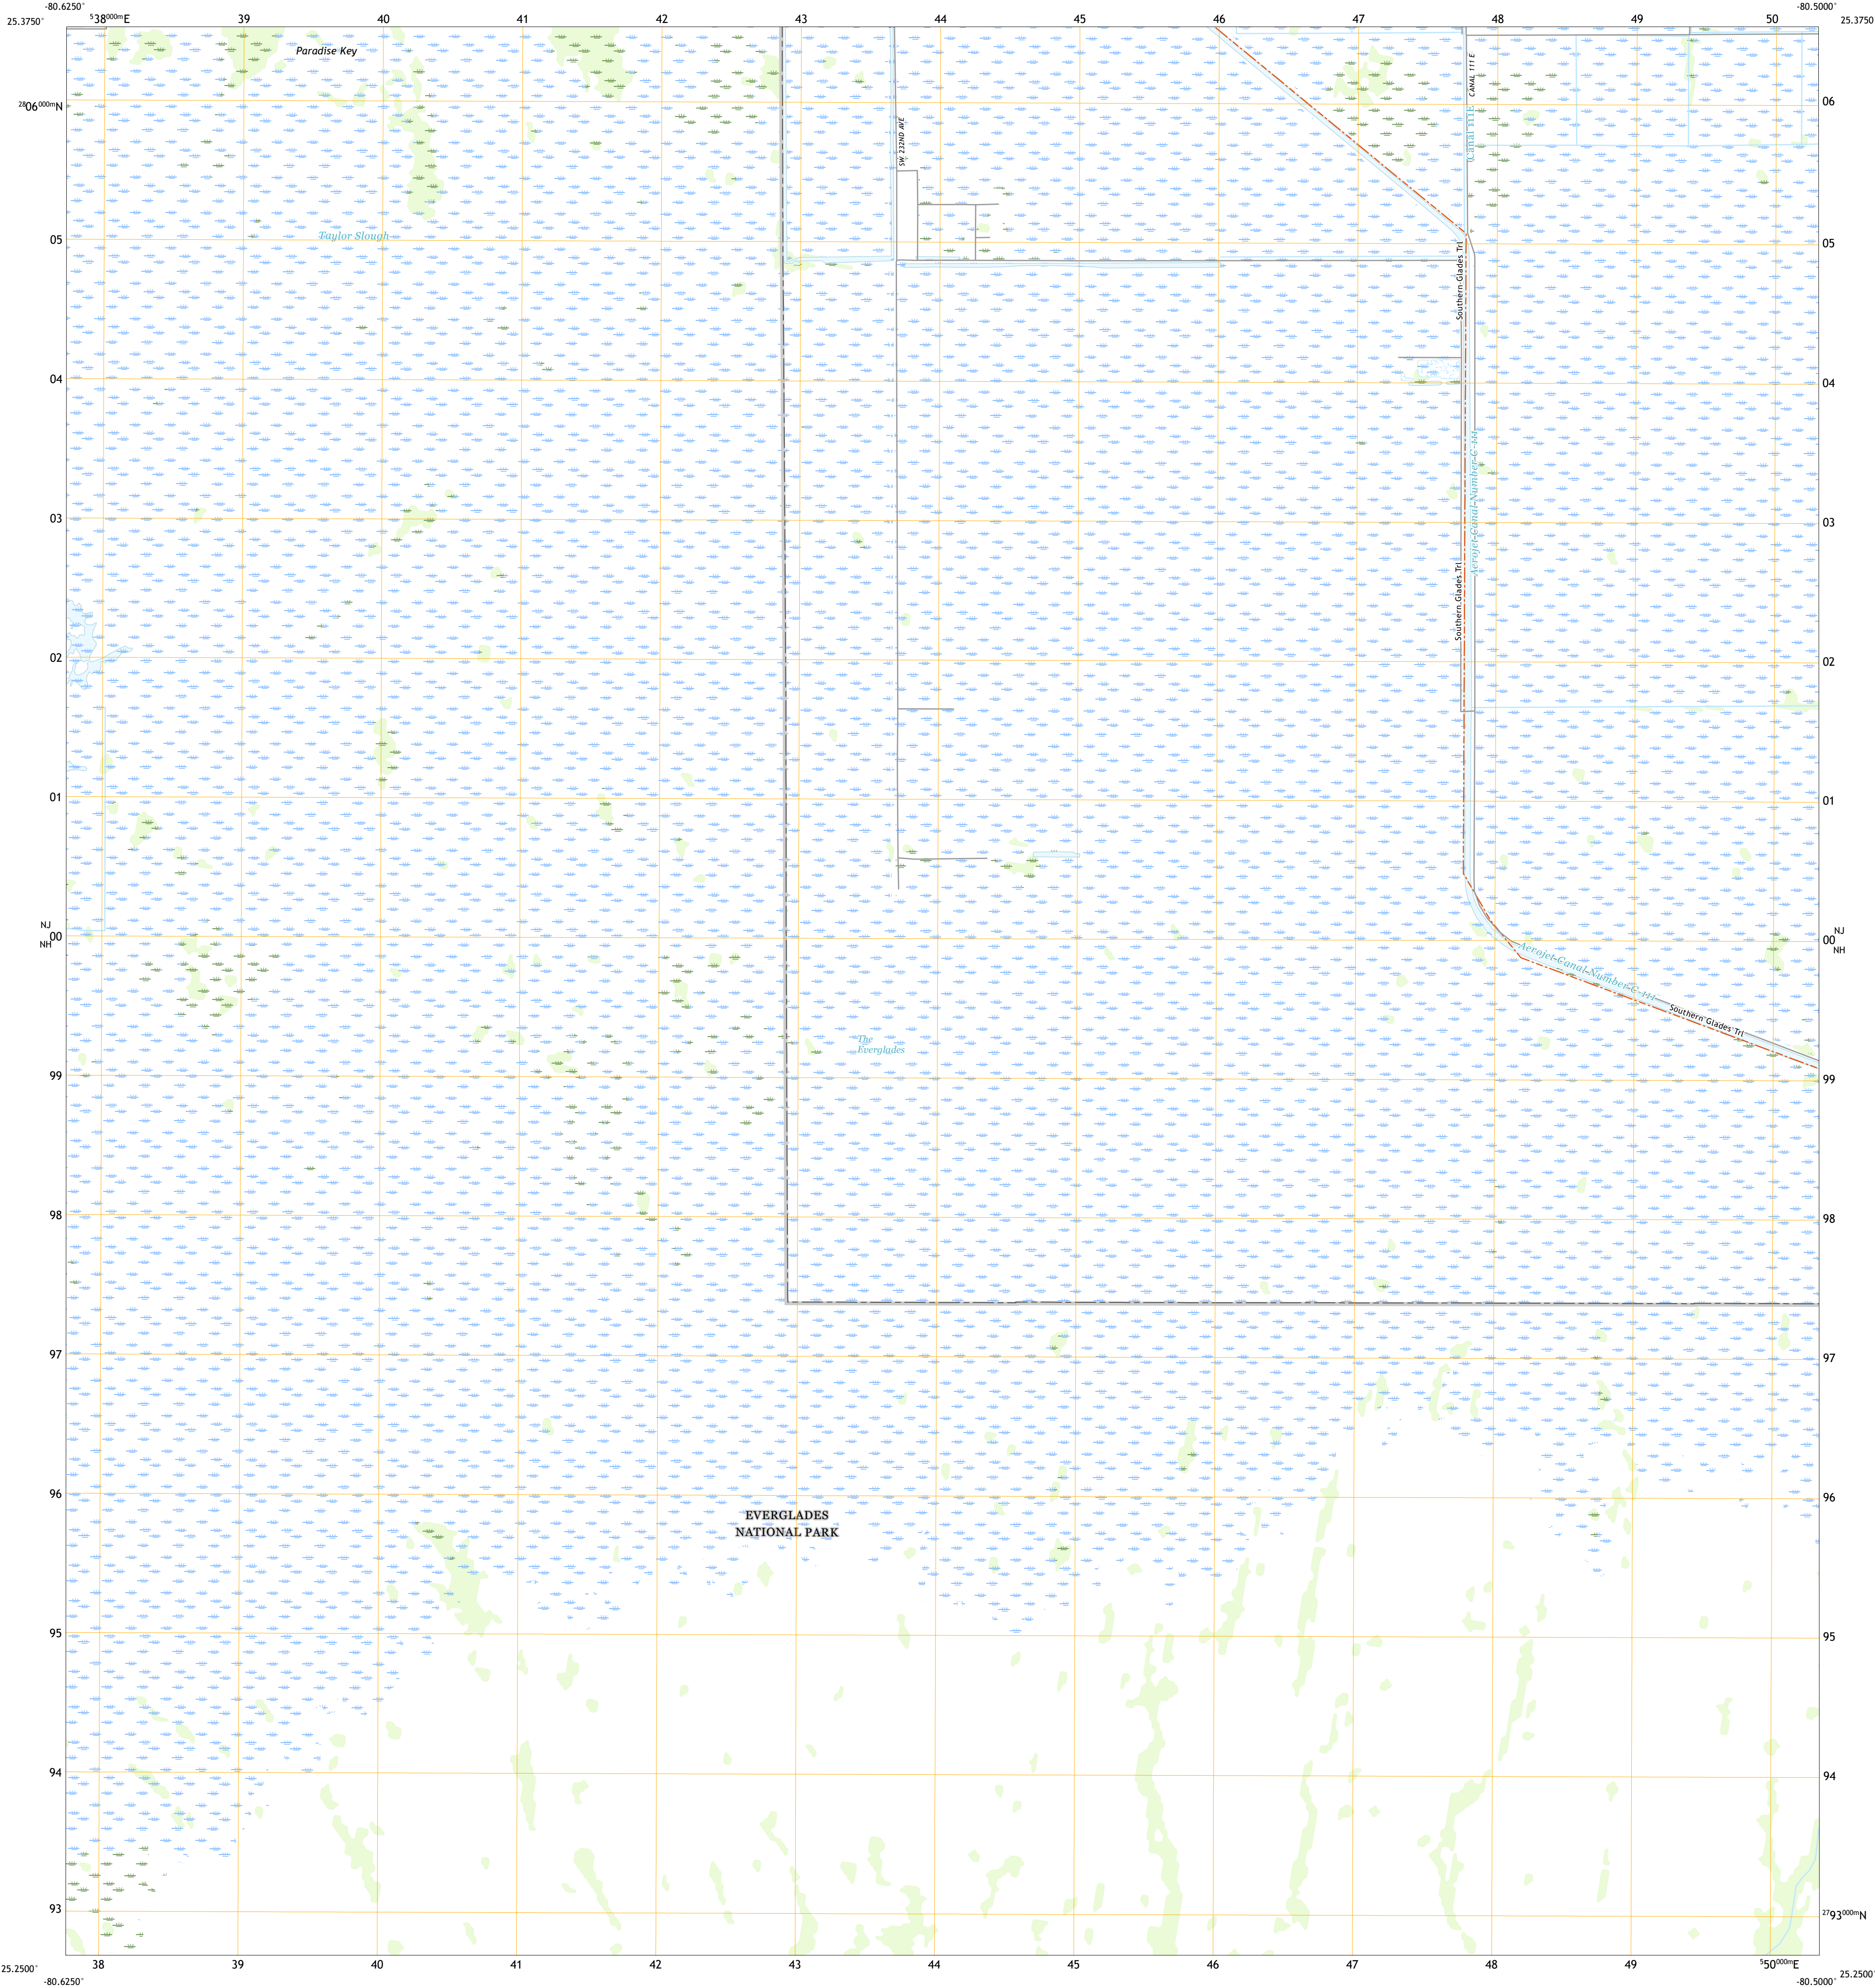 -80.6250°
-80.5000°
25.3750°
⁵38⁰⁰⁰ᵐE
39
40
41
42
43
44
45
46
47
48
49
50
25.3750
Paradise Key
CANAL 111 E
²⁸06⁰⁰⁰ᵐN
06
SW 232ND AVE
(Canal 111E
Taylor Slough
05
05
Southern Glades Trl
04
04
Aerojet Canal Number C-111
03
03
Southern Glades Trl
02
02
01
01
NJ
NH
00
00
NJ
NH
Aerojet Canal Number C-111
Southern Glades Trl
The
Everglades
99
99
98
98
97
97
96
96
EVERGLADES
NATIONAL PARK
95
95
94
94
93
²⁷93⁰⁰⁰ᵐN
38
39
40
41
42
43
44
45
46
47
48
49
⁵50⁰⁰⁰ᵐE
25.2500°
25.2500
-80.6250°
-80.5000°